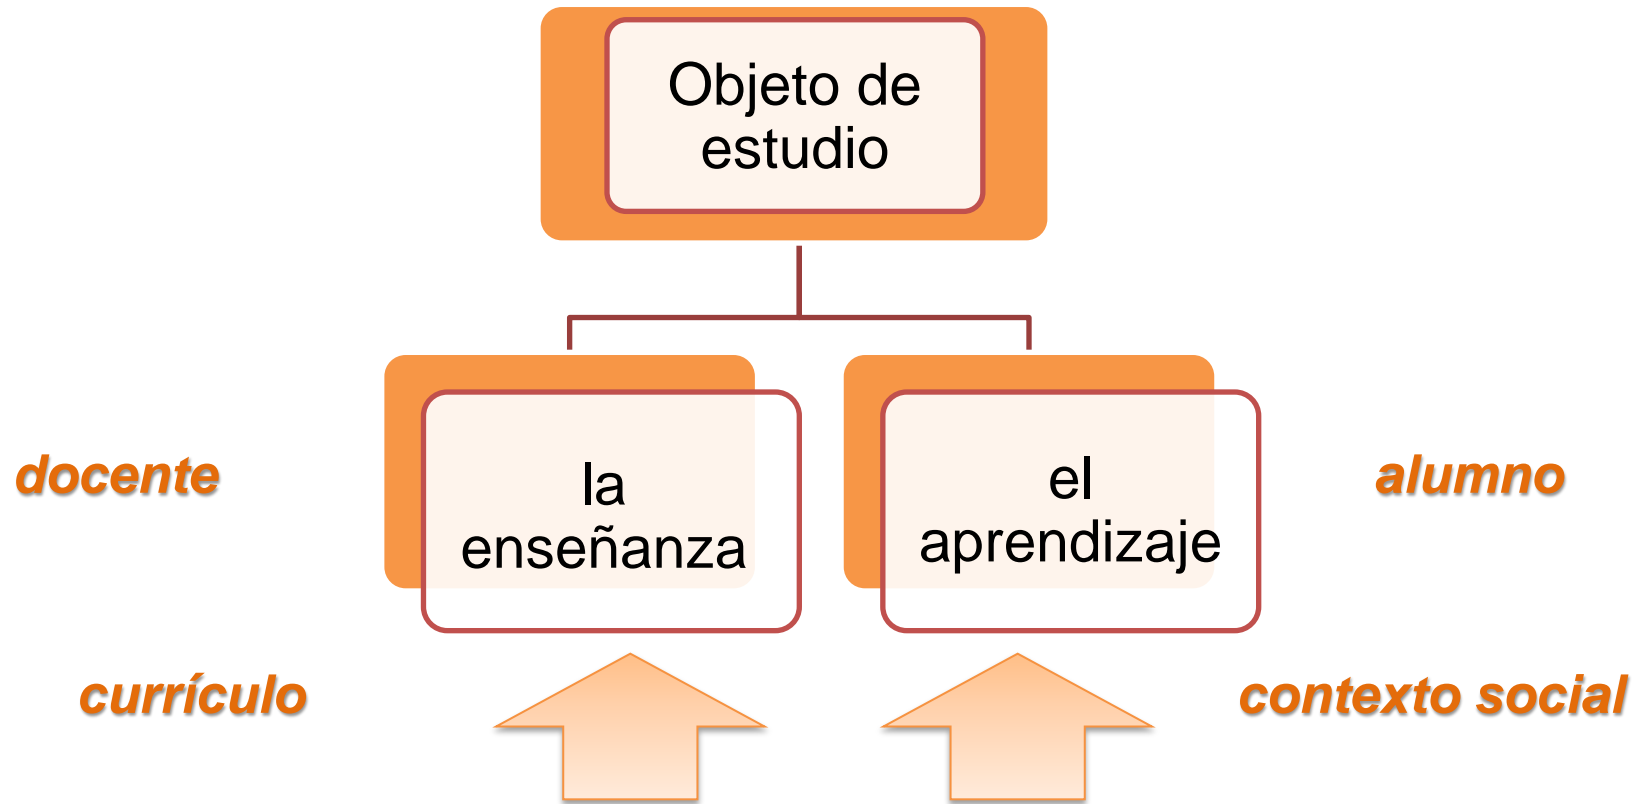 Objeto de
estudio
docente
la
enseñanza
el
aprendizaje
alumno
currículo
contexto social